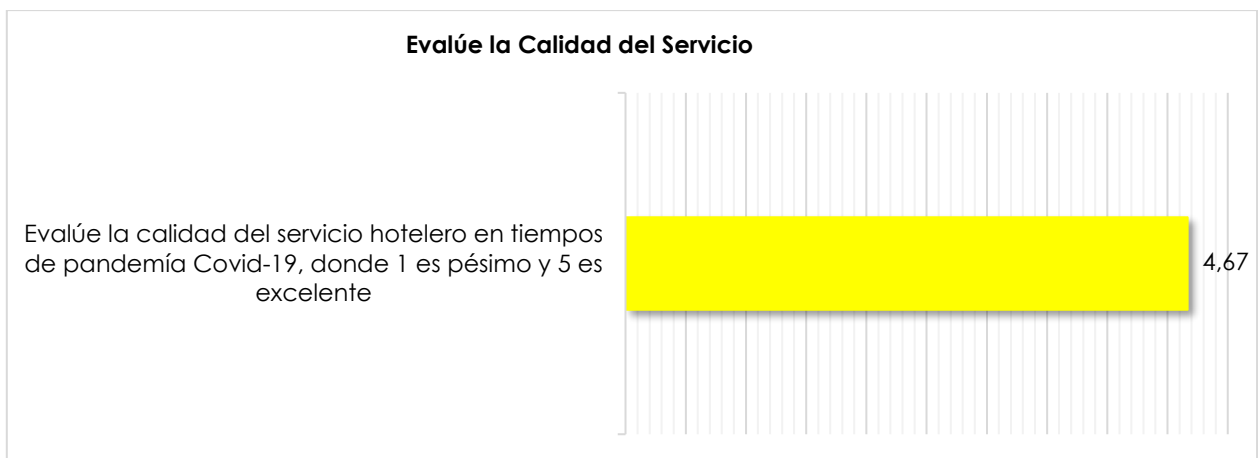 Evalúe la Calidad del Servicio
Evalúe la calidad del servicio hotelero en tiempos
de pandemía Covid-19, donde 1 es pésimo y 5 es
excelente
4,67